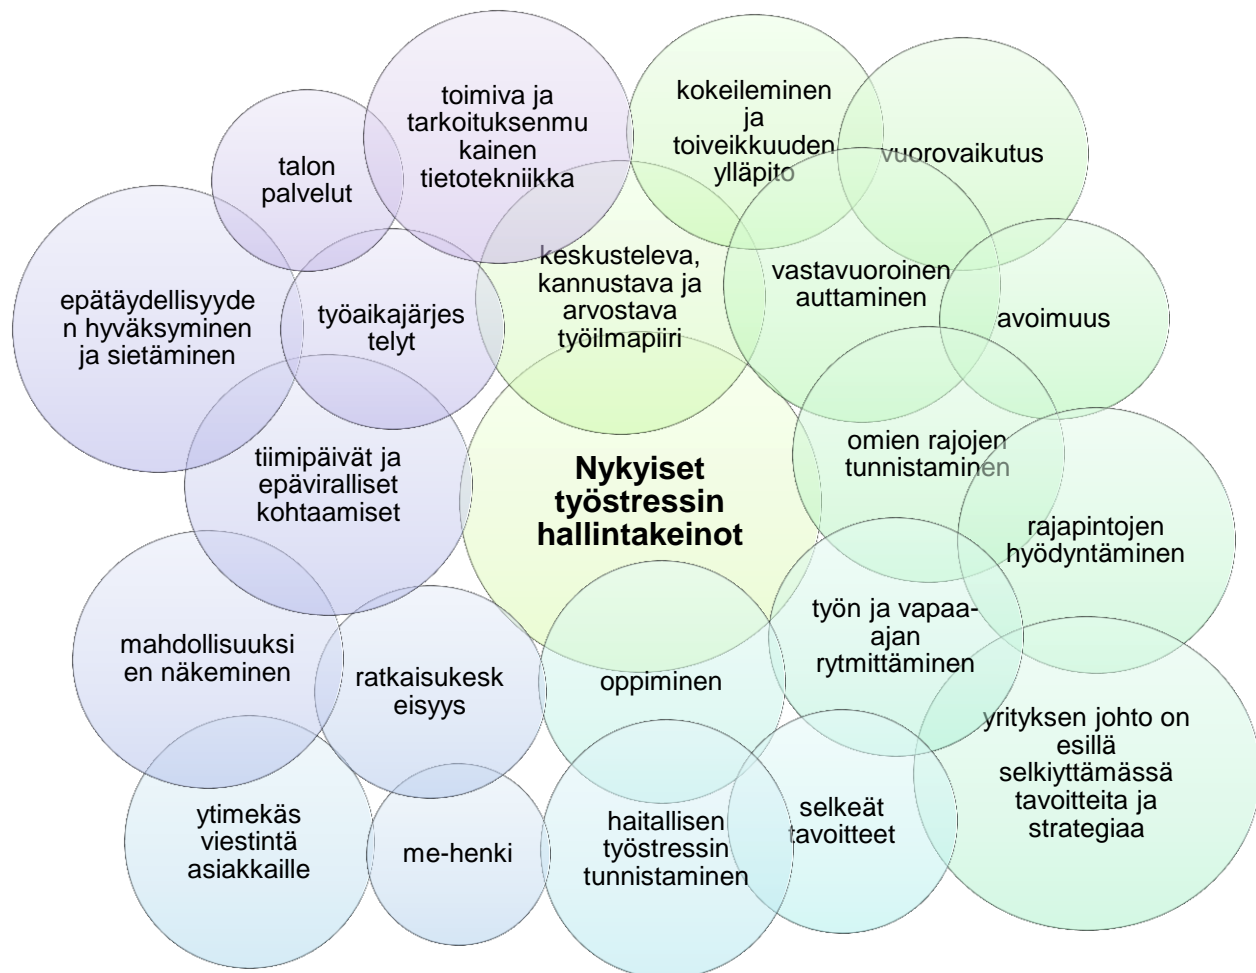 toimiva ja
tarkoituksenmu
kainen
tietotekniikka
kokeileminen
ja
toiveikkuuden
ylläpito
vuorovaikutus
talon
palvelut
keskusteleva,
kannustava ja
arvostava
työilmapiiri
vastavuoroinen
auttaminen
avoimuus
epätäydellisyyde
n hyväksyminen
ja sietäminen
työaikajärjes
telyt
tiimipäivät ja
epäviralliset
kohtaamiset
Nykyiset
työstressin
hallintakeinot
omien rajojen
tunnistaminen
rajapintojen
hyödyntäminen
mahdollisuuksi
en näkeminen
ratkaisukesk
eisyys
oppiminen
työn ja vapaa-
ajan
rytmittäminen
yrityksen johto on
esillä
selkiyttämässä
tavoitteita ja
strategiaa
ytimekäs
viestintä
asiakkaille
me-henki
haitallisen
työstressin
tunnistaminen
selkeät
tavoitteet